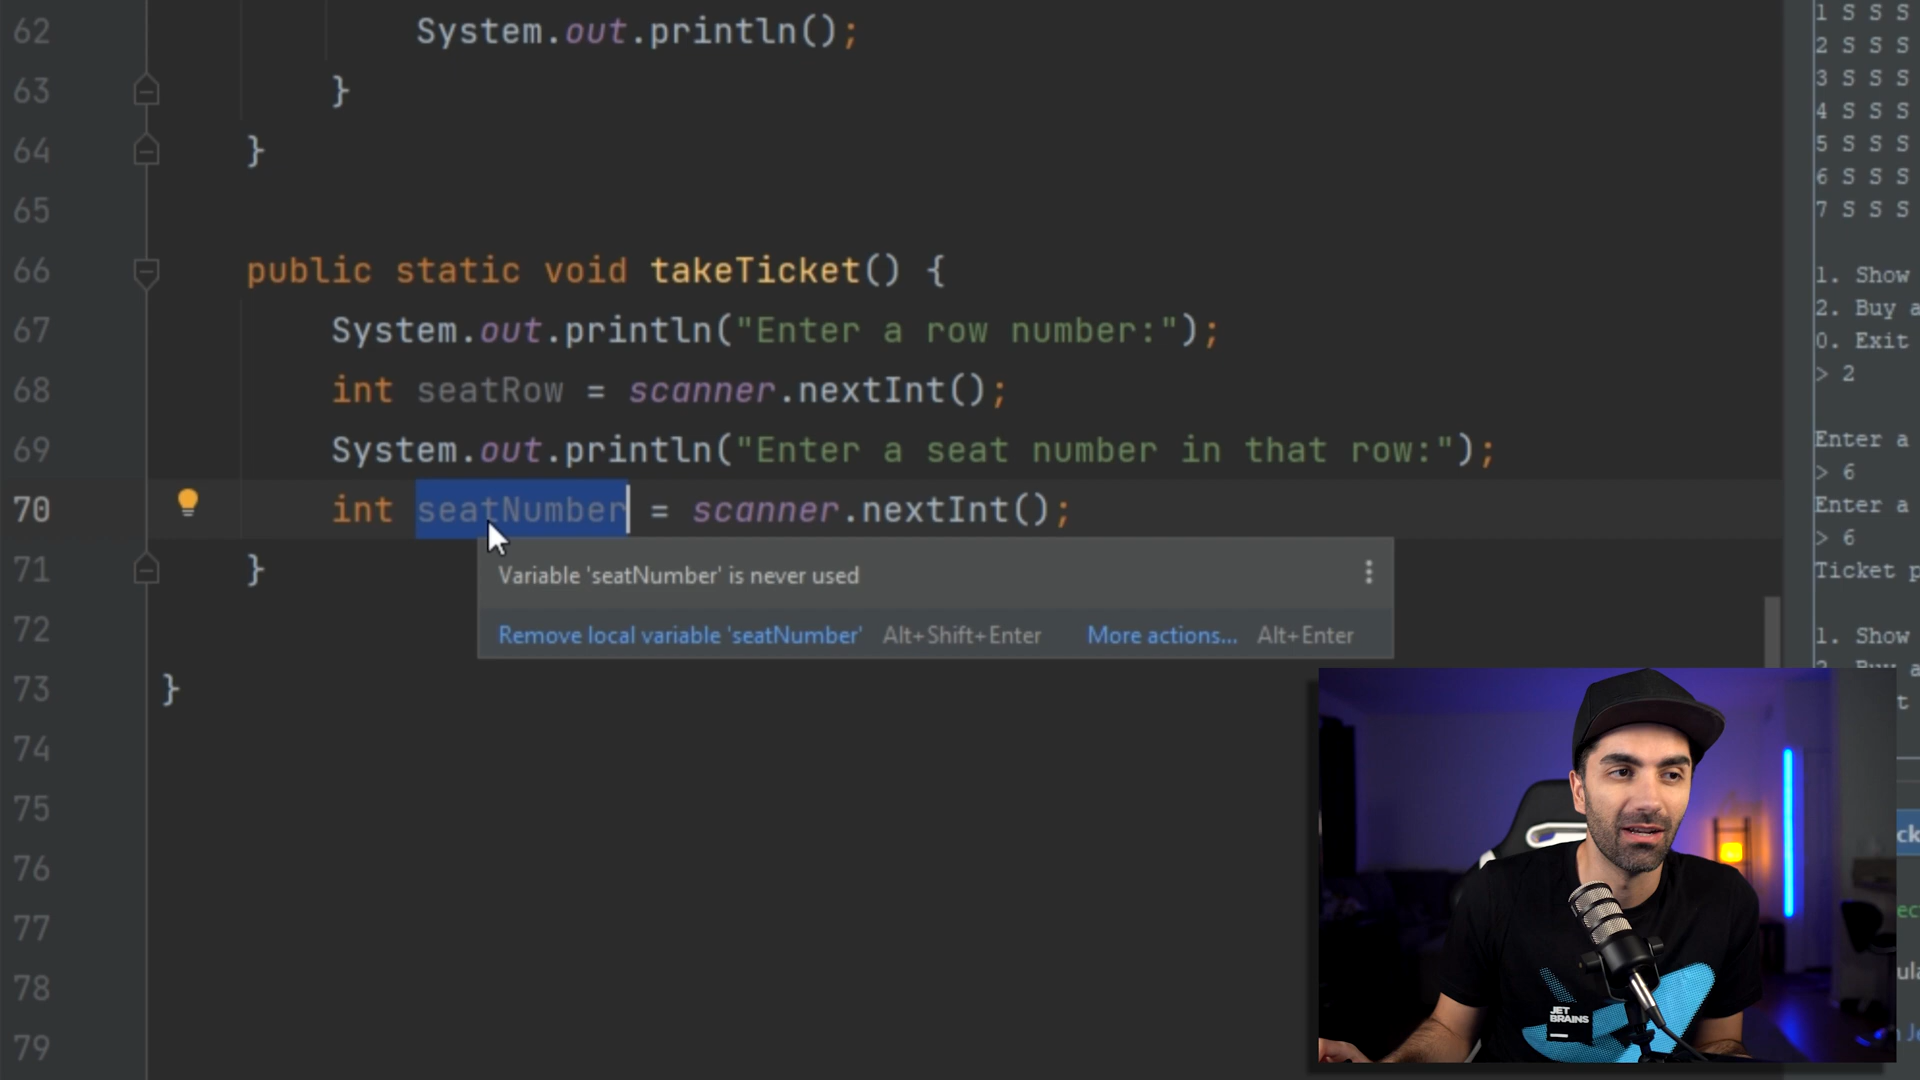 62 System.out.println();
63 }
64 }
65
66 public static void takeTicket() {
67 System.out.println("Enter a row number:");
68 int seatRow = scanner.nextInt();
69 System.out.println("Enter a seat number in that row:");
70 int seatNumber = scanner.nextInt();
71 }
72
73 }
74
75
76
77
78
79
Variable 'seatNumber' is never used
Remove local variable 'seatNumber' Alt+Shift+Enter More actions... Alt+Enter
1 S S S
2 S S S
3 S S S
4 S S S
5 S S S
6 S S S
7 S S S
1. Show
2. Buy a
0. Exit
> 2
Enter a
> 6
Enter a
> 6
Ticket p
1. Show
JET
BRAINS